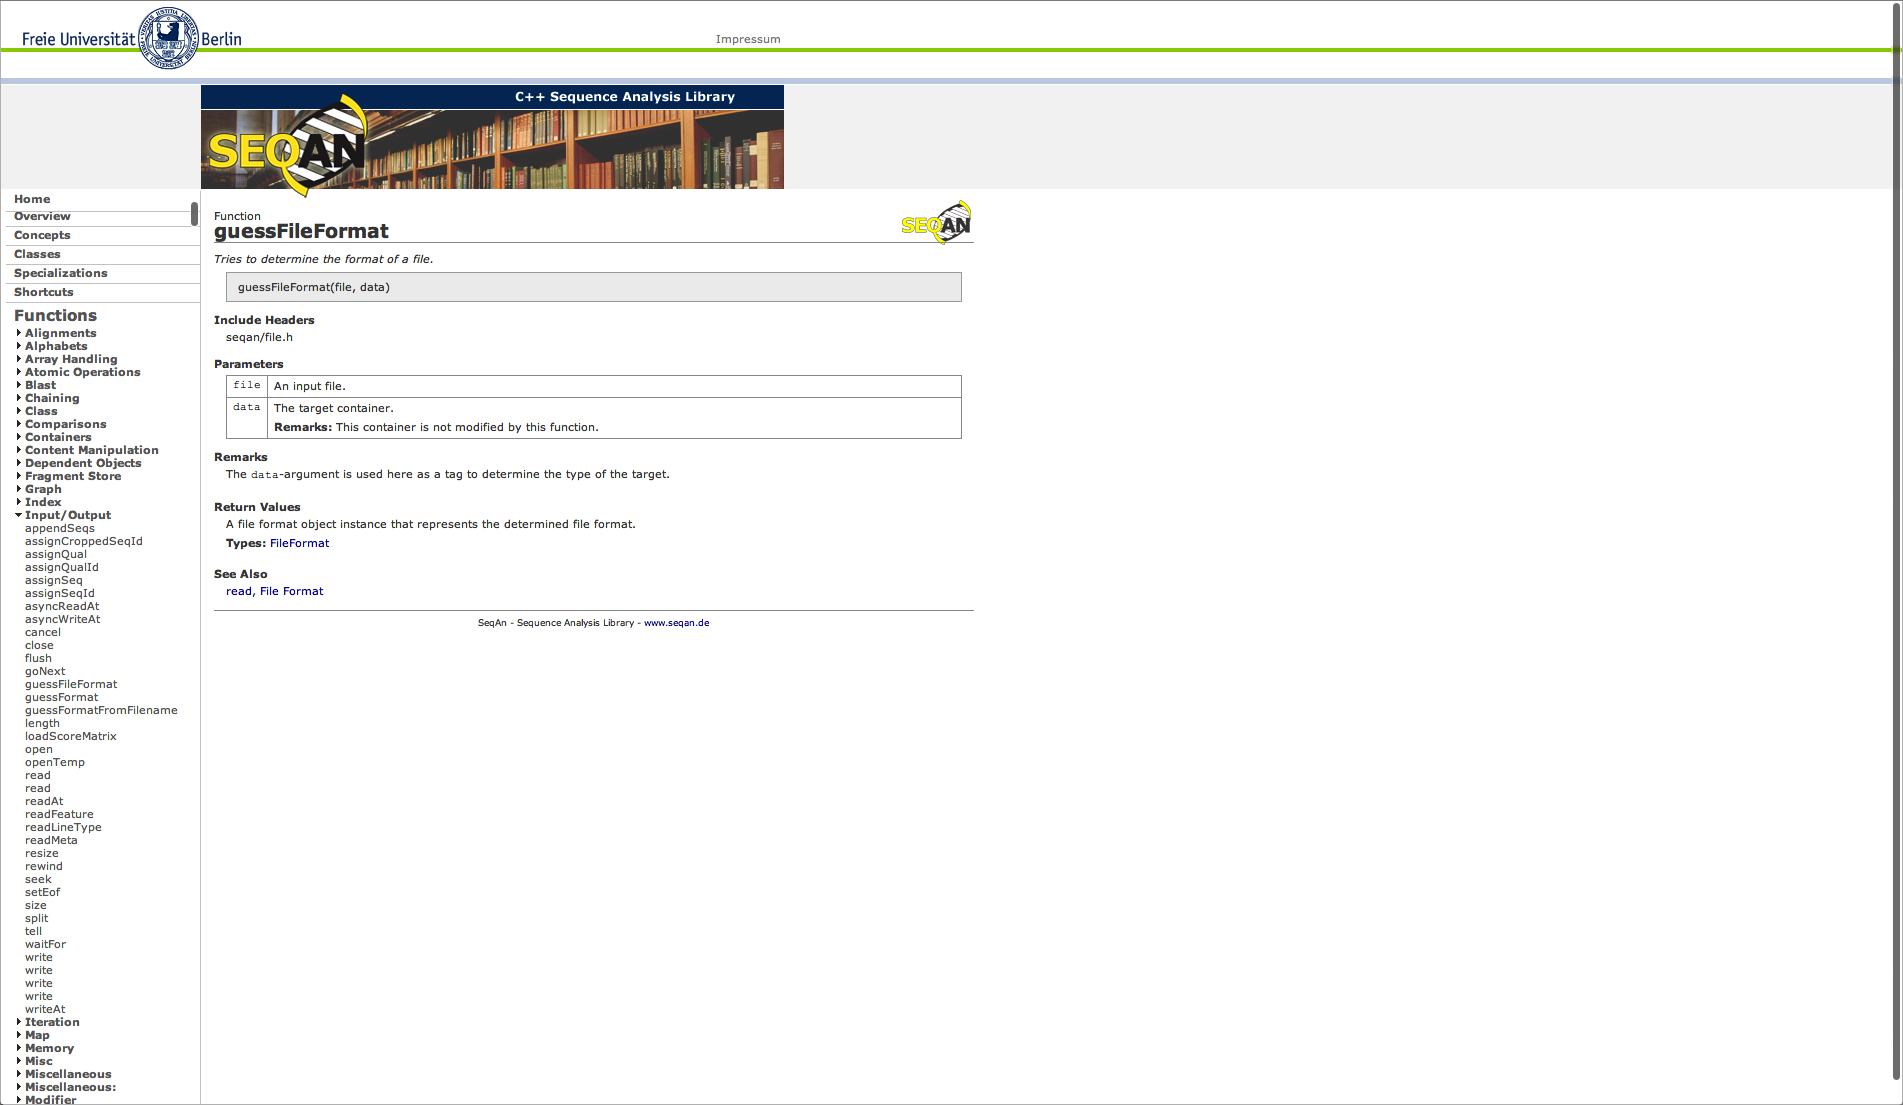 Freie Universität Berlin
Impressum
C++ Sequence Analysis Library
SEQAN
Home
Overview
Concepts
Classes
Specializations
Shortcuts
Functions
Alignments
Alphabets
Array Handling
Atomic Operations
Blast
Chaining
Class
Comparisons
Containers
Content Manipulation
Dependent Objects
Fragment Store
Graph
Index
Input/Output
appendSeqs
assignCroppedSeqId
assignQual
assignQualId
assignSeq
assignSeqId
asyncReadAt
asyncWriteAt
cancel
close
flush
goNext
guessFileFormat
guessFormat
guessFormatFromFilename
length
loadScoreMatrix
open
openTemp
read
read
readAt
readFeature
readLineType
readMeta
resize
rewind
seek
setEof
size
split
tell
waitFor
write
write
write
write
writeAt
Iteration
Map
Memory
Misc
Miscellaneous
Miscellaneous:
Modifier
Function
guessFileFormat
SEQAN
Tries to determine the format of a file.
guessFileFormat(file, data)
Include Headers
seqan/file.h
Parameters
file An input file.
data The target container.
Remarks: This container is not modified by this function.
Remarks
The data-argument is used here as a tag to determine the type of the target.
Return Values
A file format object instance that represents the determined file format.
Types: FileFormat
See Also
read, File Format
SeqAn - Sequence Analysis Library - www.seqan.de